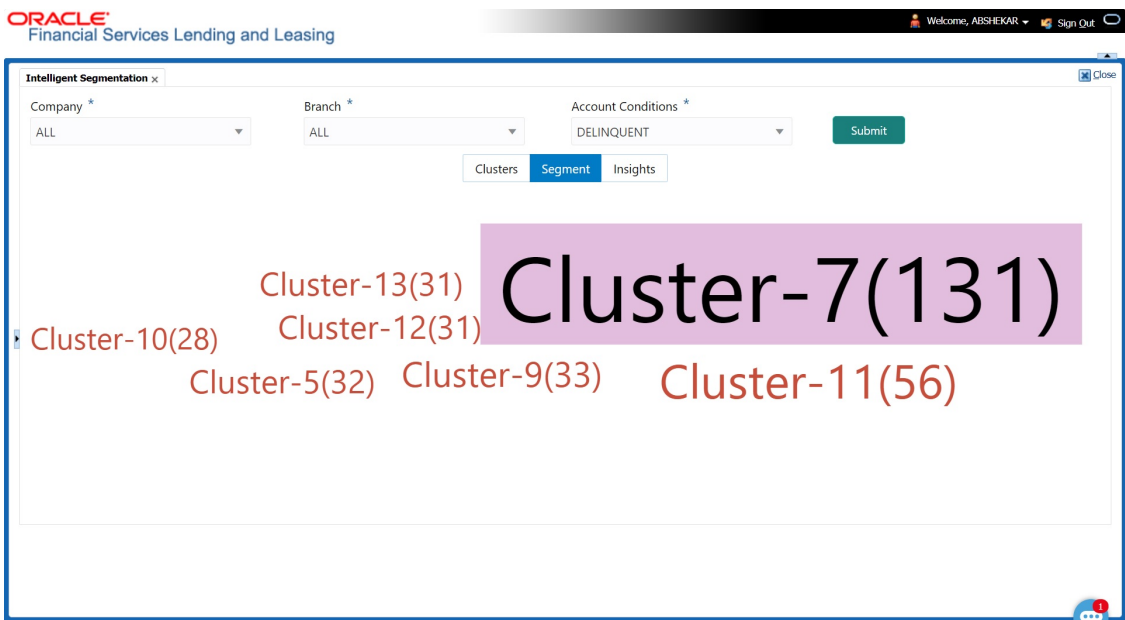 ORACLE®
Financial Services Lending and Leasing
Welcome, ABSHEKAR
Sign Out
Intelligent Segmentation ×
Close
Company *
Branch *
Account Conditions *
ALL
ALL
DELINQUENT
Submit
Clusters
Segment
Insights
Cluster-7(131)
Cluster-13(31)
Cluster-12(31)
Cluster-10(28)
Cluster-5(32)
Cluster-9(33)
Cluster-11(56)
1